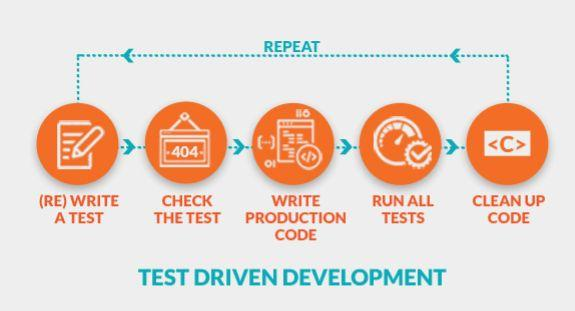 REPEAT
404
<C>
(RE) WRITE
A TEST
CHECK
THE TEST
WRITE
PRODUCTION
CODE
RUN ALL
TESTS
CLEAN UP
CODE
TEST DRIVEN DEVELOPMENT